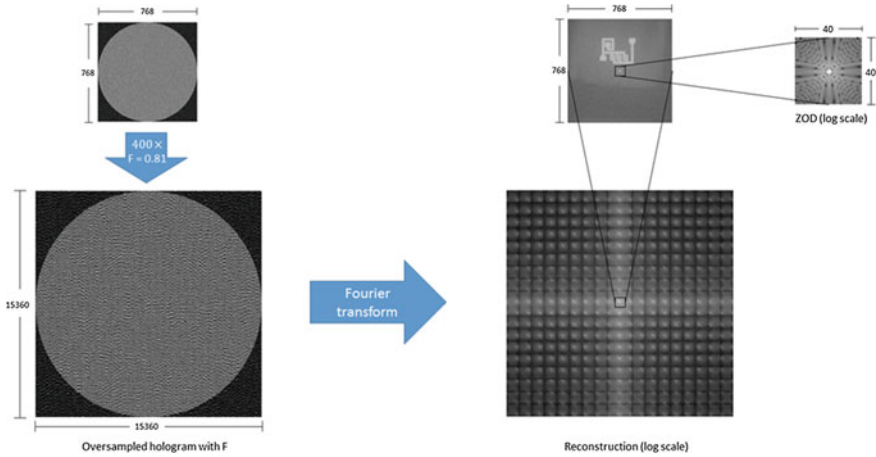 768
768
400×
F = 0.81
15360
15360
Oversampled hologram with F
Fourier
transform
768
768
40
40
ZOD (log scale)
Reconstruction (log scale)